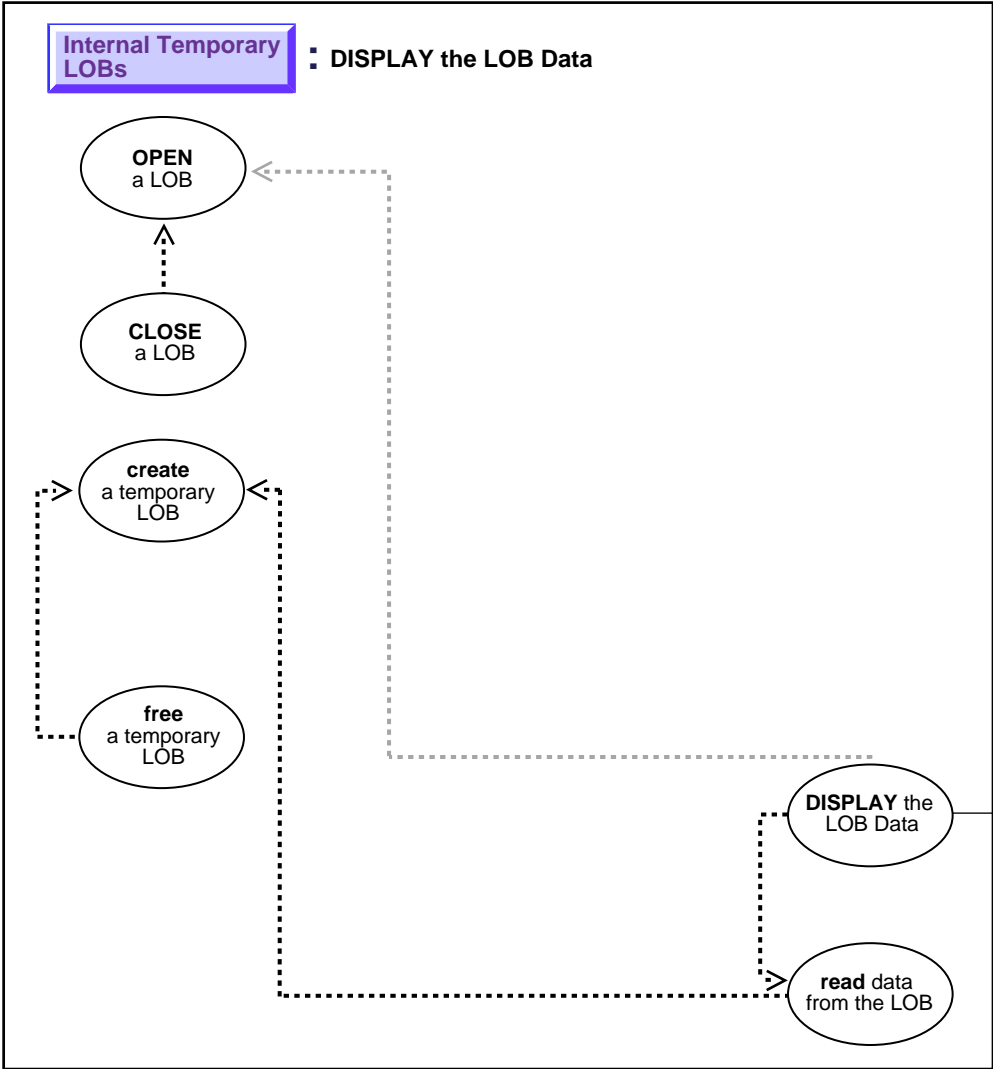 Internal Temporary
LOBs
: DISPLAY the LOB Data
OPEN
a LOB
CLOSE
a LOB
create
a temporary
LOB
free
a temporary
LOB
DISPLAY the
LOB Data
read data
from the LOB